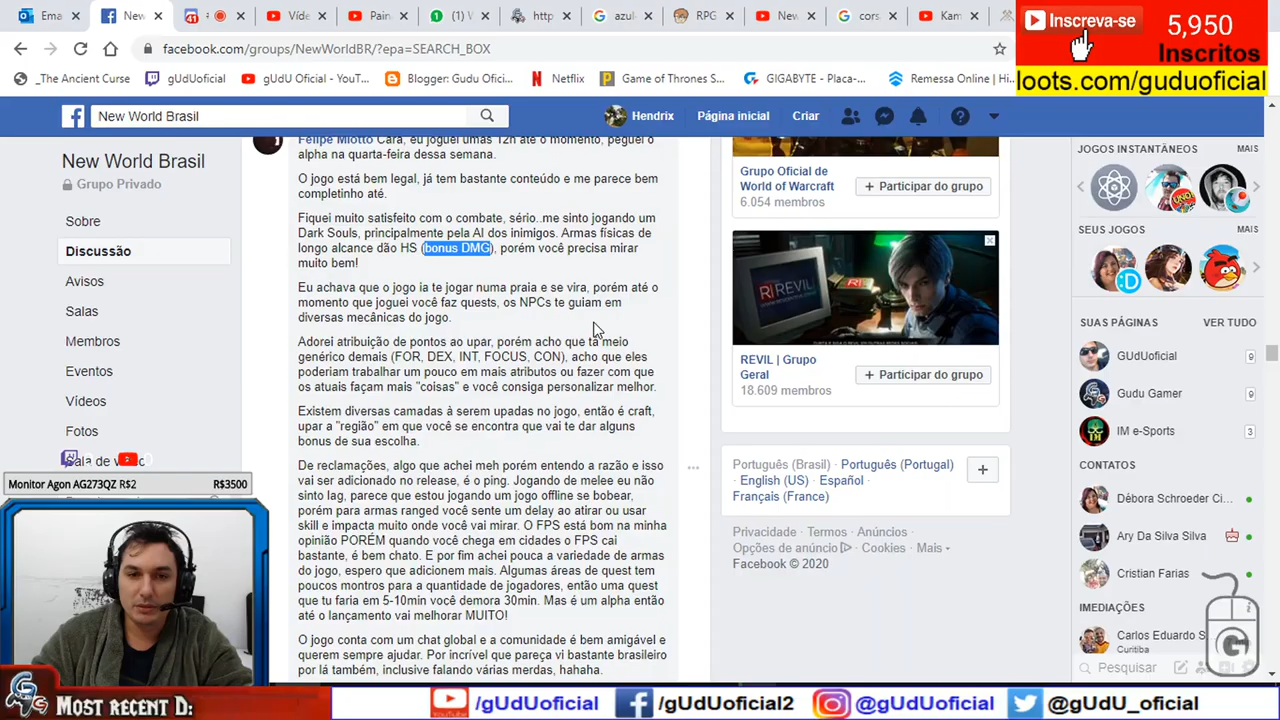 Ema
New
41
Víde
Pain
(1) V
http
azul
RPG
New
cors
Kam
Inscreva-se
5,950
Inscritos
loots.com/guduoficial
facebook.com/groups/NewWorldBR/?epa=SEARCH_BOX
_The Ancient Curse
gUdUoficial
gUdU Oficial - YouT...
Blogger: Gudu Ofici...
Netflix
Game of Thrones S...
GIGABYTE - Placa-...
Remessa Online | Hi...
New World Brasil
Hendrix
Página inicial
Criar
New World Brasil
Grupo Privado
Sobre
Discussão
Avisos
Salas
Membros
Eventos
Vídeos
Fotos
Felipe Miotto Cara, eu joguei umas 12h até o momento, peguei o
alpha na quarta-feira dessa semana.
O jogo está bem legal, já tem bastante conteúdo e me parece bem
completinho até.
Fiquei muito satisfeito com o combate, sério..me sinto jogando um
Dark Souls, principalmente pela AI dos inimigos. Armas físicas de
longo alcance dão HS (bonus DMG), porém você precisa mirar
muito bem!
Eu achava que o jogo ia te jogar numa praia e se vira, porém até o
momento que joguei você faz quests, os NPCs te guiam em
diversas mecânicas do jogo.
Adorei atribuição de pontos ao upar, porém acho que tá meio
genérico demais (FOR, DEX, INT, FOCUS, CON), acho que eles
poderiam trabalhar um pouco em mais atributos ou fazer com que
os atuais façam mais "coisas" e você consiga personalizar melhor.
Existem diversas camadas à serem upadas no jogo, então é craft,
upar a "região" em que você se encontra que vai te dar alguns
bonus de sua escolha.
De reclamações, algo que achei meh porém entendo a razão e isso
vai ser adicionado no release, é o ping. Jogando de melee eu não
sinto lag, parece que estou jogando um jogo offline se bobear,
porém para armas ranged você sente um delay ao atirar ou usar
skill e impacta muito onde você vai mirar. O FPS está bom na minha
opinião PORÉM quando você chega em cidades o FPS cai
bastante, é bem chato. E por fim achei pouca a variedade de armas
do jogo, espero que adicionem mais. Algumas áreas de quest tem
poucos montros para a quantidade de jogadores, então uma quest
que tu faria em 5-10min você demora 30min. Mas é um alpha então
até o lançamento vai melhorar MUITO!
O jogo conta com um chat global e a comunidade é bem amigável e
querem sempre ajudar. Por incrível que pareça vi bastante brasileiro
por lá também, inclusive falando várias merdas, hahaha.
Grupo Oficial de
World of Warcraft
6.054 membros
+ Participar do grupo
R|REVIL
REVIL | Grupo
Geral
18.609 membros
+ Participar do grupo
Português (Brasil) · Português (Portugal)
· English (US) · Español ·
Français (France)
Privacidade · Termos · Anúncios ·
Opções de anúncio · Cookies · Mais
Facebook © 2020
JOGOS INSTANTÂNEOS MAIS
SEUS JOGOS MAIS
SUAS PÁGINAS VER TUDO
GUdUoficial 9
Gudu Gamer 9
IM e-Sports 3
CONTATOS
Débora Schroeder Ci...
Ary Da Silva Silva
Cristian Farias
IMEDIAÇÕES
Carlos Eduardo S
Curitiba
Pesquisar
Monitor Agon AG273QZ R$2 R$3500
MOST RECENT D:
/gUdUoficial
/gUdUoficial2
@gUdUoficial
@gUdU_oficial